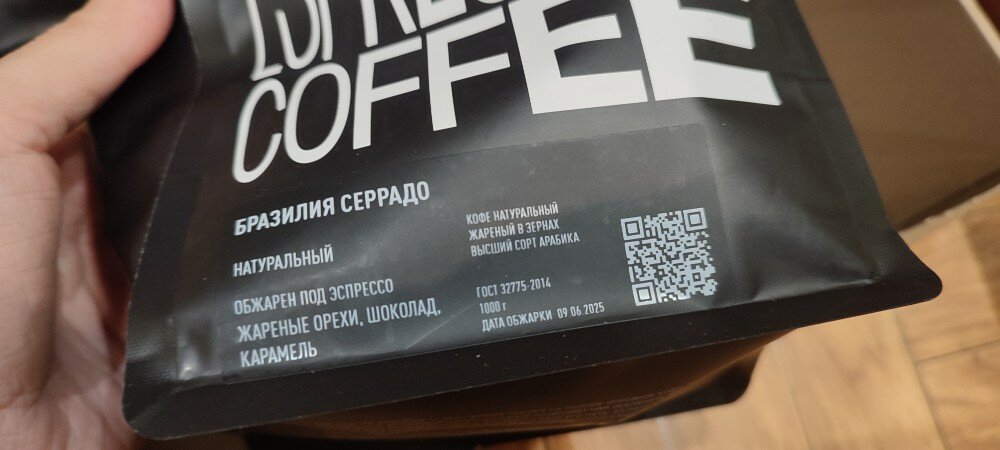 ESPRESSO
COFFEE
БРАЗИЛИЯ СЕРРАДО
НАТУРАЛЬНЫЙ
ОБЖАРЕН ПОД ЭСПРЕССО
ЖАРЕНЫЕ ОРЕХИ, ШОКОЛАД,
КАРАМЕЛЬ
КОФЕ НАТУРАЛЬНЫЙ
ЖАРЕНЫЙ В ЗЕРНАХ
ВЫСШИЙ СОРТ АРАБИКА
ГОСТ 32775-2014
1000 г
ДАТА ОБЖАРКИ 09 06 2025